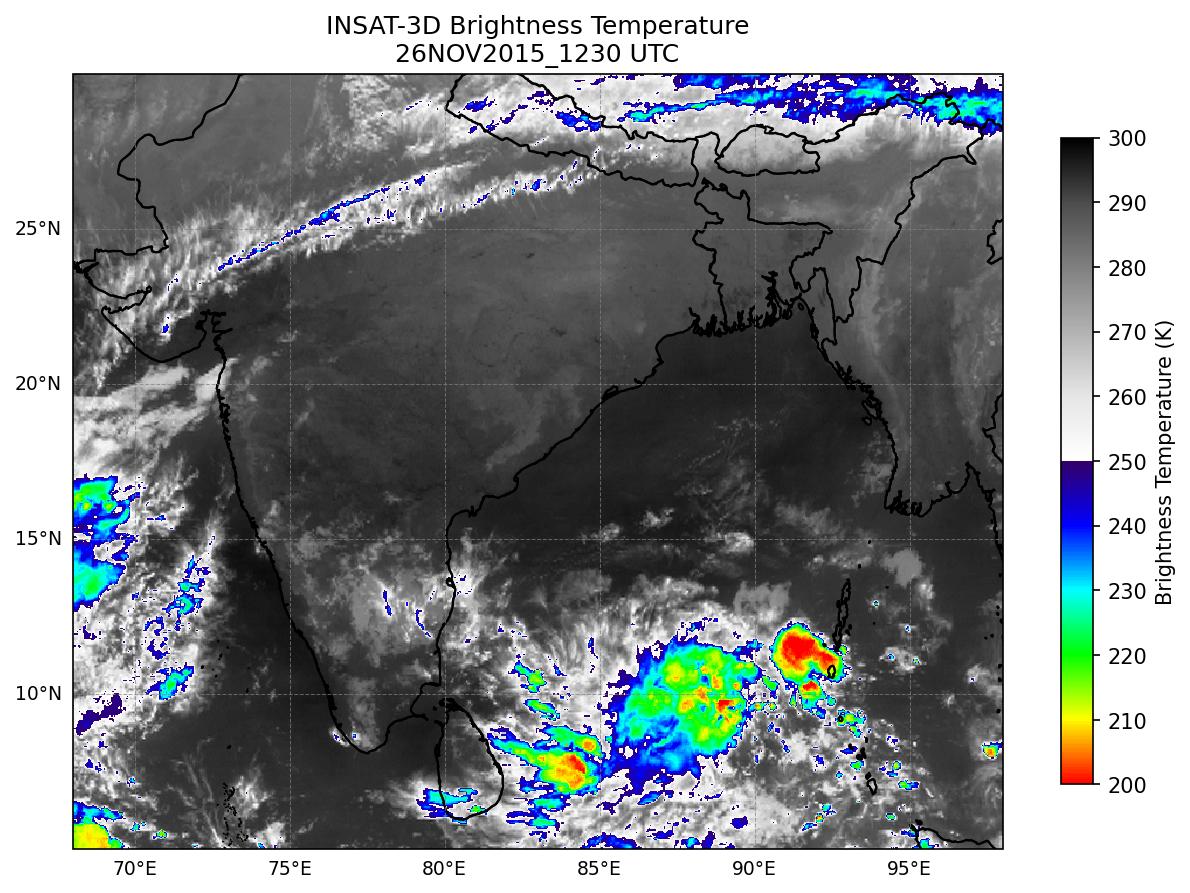 INSAT-3D Brightness Temperature
26NOV2015_1230 UTC
25°N
20°N
15°N
10°N
70°E
75°E
80°E
85°E
90°E
95°E
300
290
280
270
260
250
240
230
220
210
200
Brightness Temperature (K)